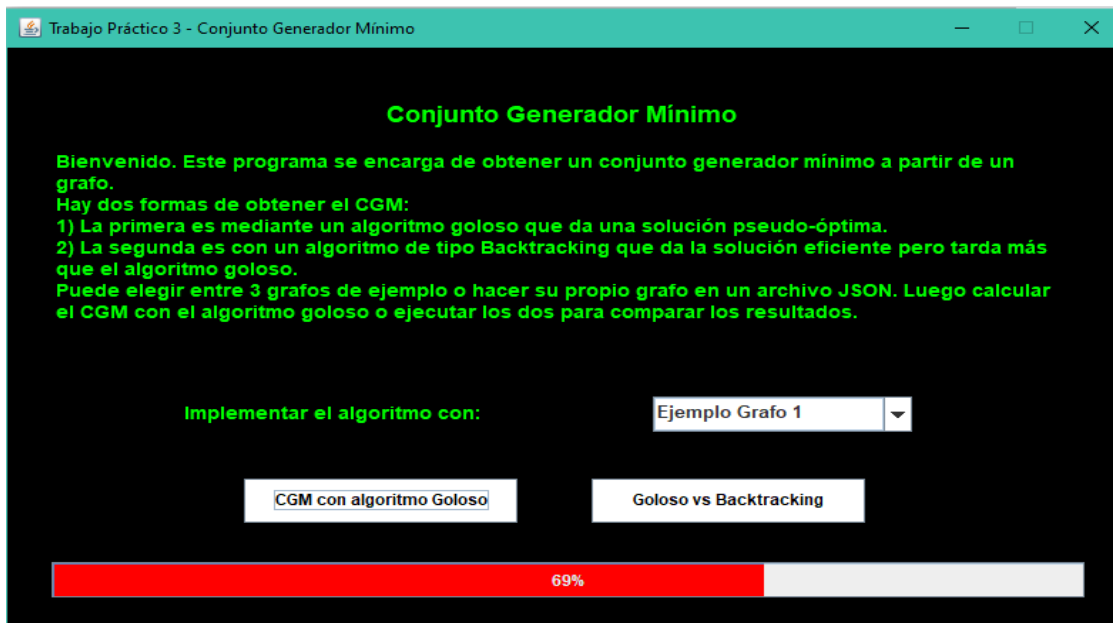 Trabajo Práctico 3 - Conjunto Generador Mínimo
Conjunto Generador Mínimo
Bienvenido. Este programa se encarga de obtener un conjunto generador mínimo a partir de un
grafo.
Hay dos formas de obtener el CGM:
1) La primera es mediante un algoritmo goloso que da una solución pseudo-óptima.
2) La segunda es con un algoritmo de tipo Backtracking que da la solución eficiente pero tarda más
que el algoritmo goloso.
Puede elegir entre 3 grafos de ejemplo o hacer su propio grafo en un archivo JSON. Luego calcular
el CGM con el algoritmo goloso o ejecutar los dos para comparar los resultados.
Implementar el algoritmo con:
Ejemplo Grafo 1
CGM con algoritmo Goloso
Goloso vs Backtracking
69%